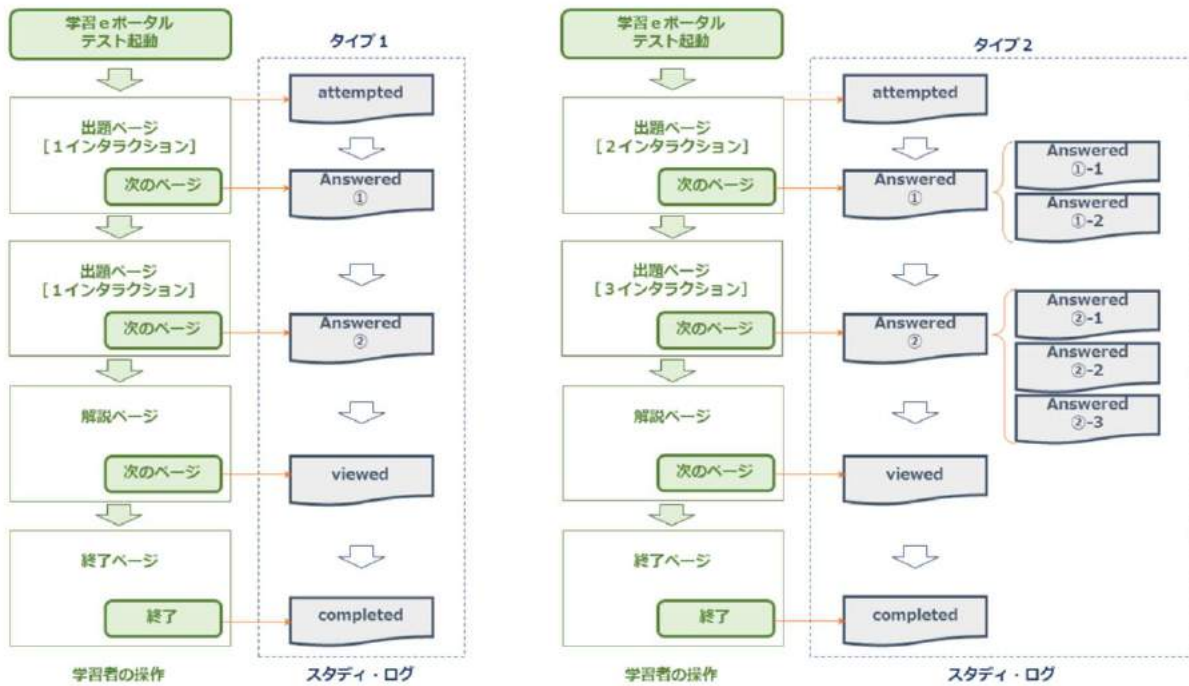 学習eポータル
テスト起動
タイプ1
attempted
出題ページ
[1インタラクション]
次のページ
Answered
①
出題ページ
[1インタラクション]
次のページ
Answered
②
解説ページ
次のページ
viewed
終了ページ
終了
completed
学習者の操作
スタディ・ログ
学習eポータル
テスト起動
タイプ2
attempted
出題ページ
[2インタラクション]
次のページ
Answered
①
Answered
①-1
Answered
①-2
出題ページ
[3インタラクション]
次のページ
Answered
②
Answered
②-1
Answered
②-2
Answered
②-3
解説ページ
次のページ
viewed
終了ページ
終了
completed
学習者の操作
スタディ・ログ